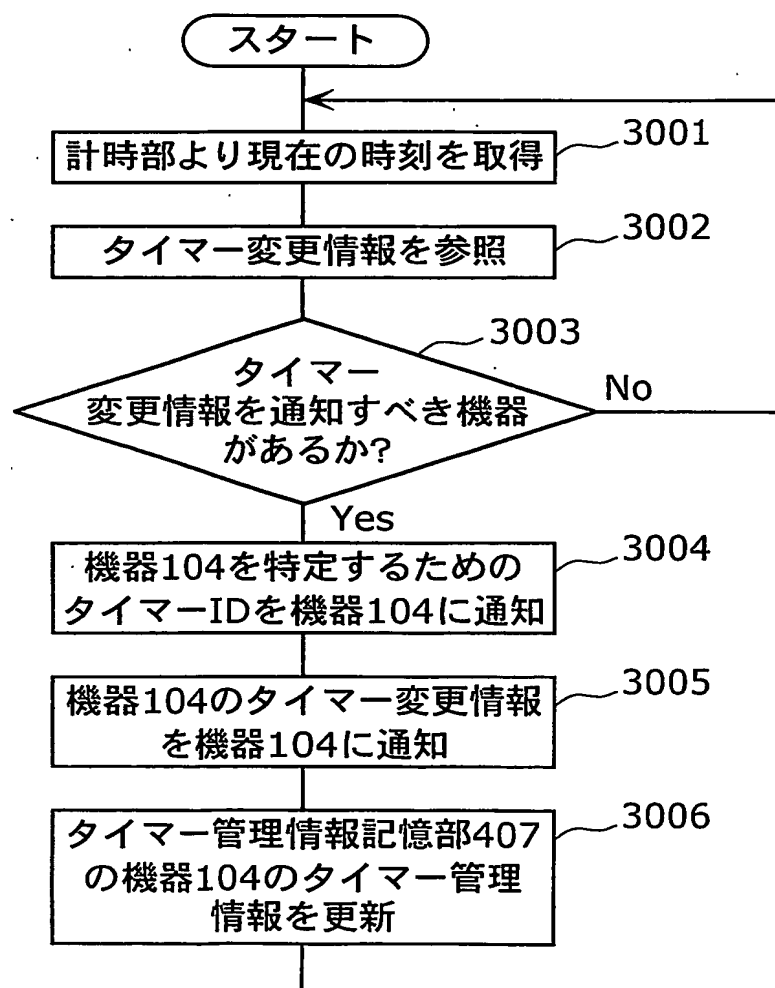 スタート
計時部より現在の時刻を取得
3001
タイマー変更情報を参照
3002
3003
タイマー
変更情報を通知すべき機器
があるか?
No
Yes
機器104を特定するための
タイマーIDを機器104に通知
3004
機器104のタイマー変更情報
を機器104に通知
3005
タイマー管理情報記憶部407
の機器104のタイマー管理
情報を更新
3006